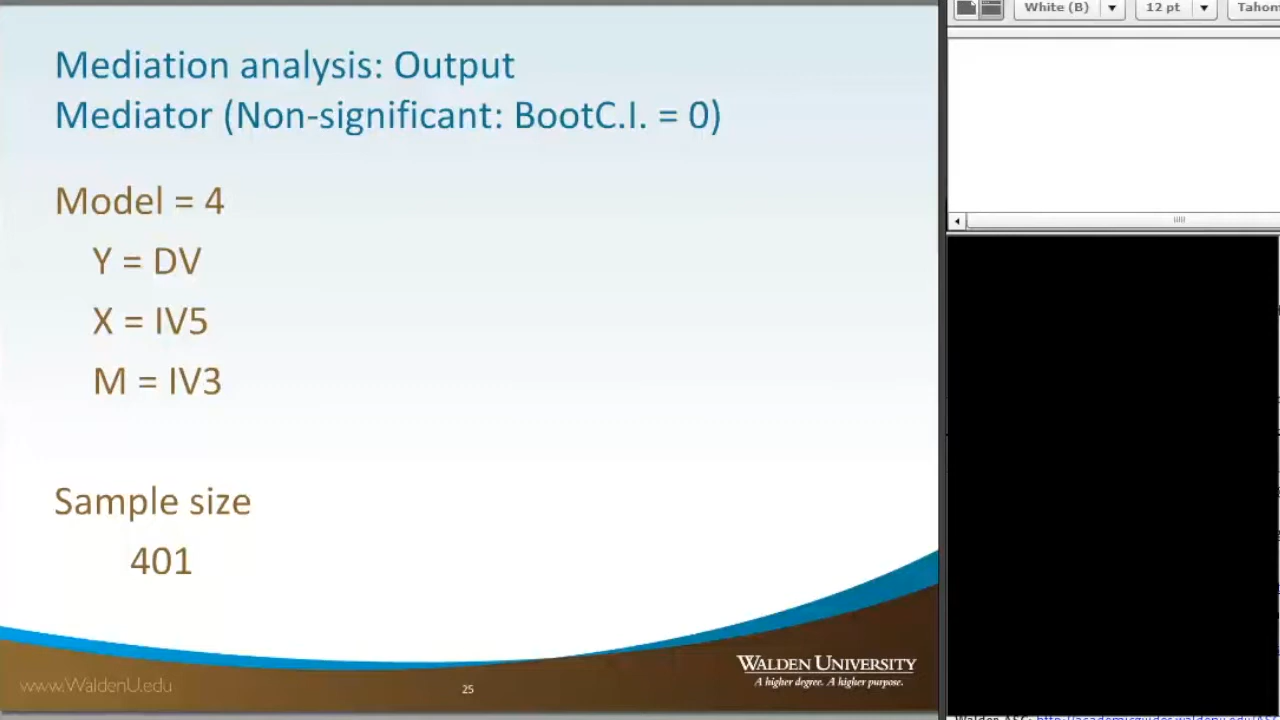 Mediation analysis: Output
Mediator (Non-significant: BootC.I. = 0)
Model = 4
Y = DV
X = IV5
M = IV3
Sample size
401
www.WaldenU.edu
25
WALDEN UNIVERSITY
A higher degree. A higher purpose.
White (B)
12 pt
Tahom